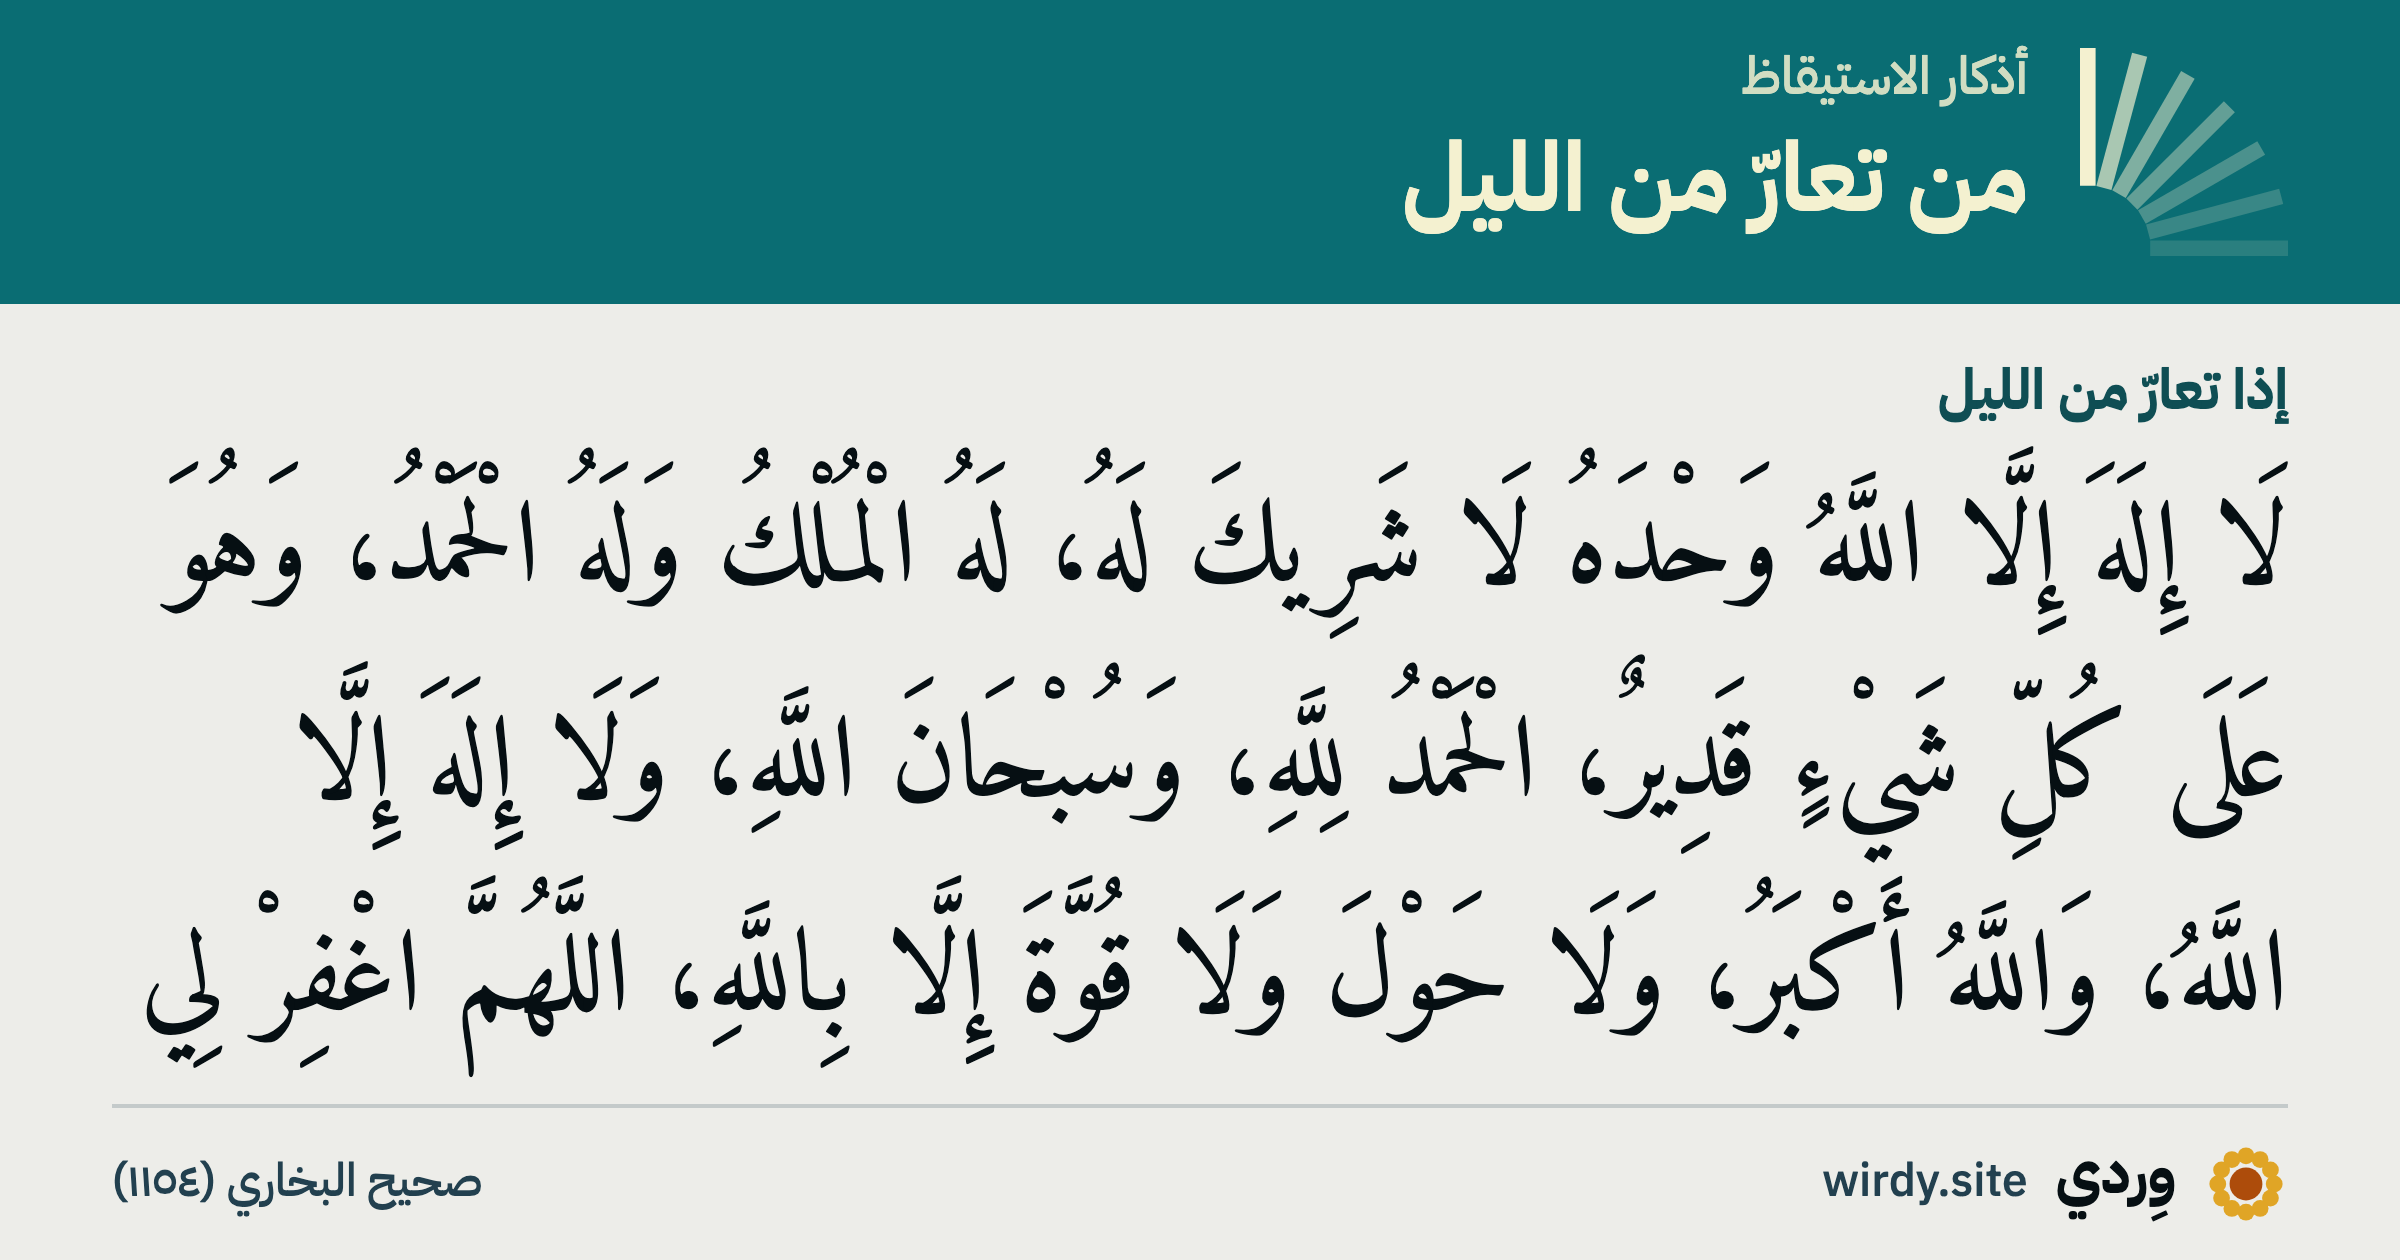 أذكار الاستيقاظ
من تعارّ من الليل
إذا تعارّ من الليل
لَا إِلَهَ إِلَّا اللَّهُ وَحْدَهُ لَا شَرِيكَ لَهُ، لَهُ الْمُلْكُ وَلَهُ الْحَمْدُ، وَهُوَ
عَلَى كُلِّ شَيْءٍ قَدِيرٌ، الْحَمْدُ لِلَّهِ، وَسُبْحَانَ اللَّهِ، وَلَا إِلَهَ إِلَّا
اللَّهُ، وَاللَّهُ أَكْبَرُ، وَلَا حَوْلَ وَلَا قُوَّةَ إِلَّا بِاللَّهِ، اللَّهُمَّ اغْفِرْ لِي
وِردي wirdy.site
صحيح البخاري (١١٥٤)